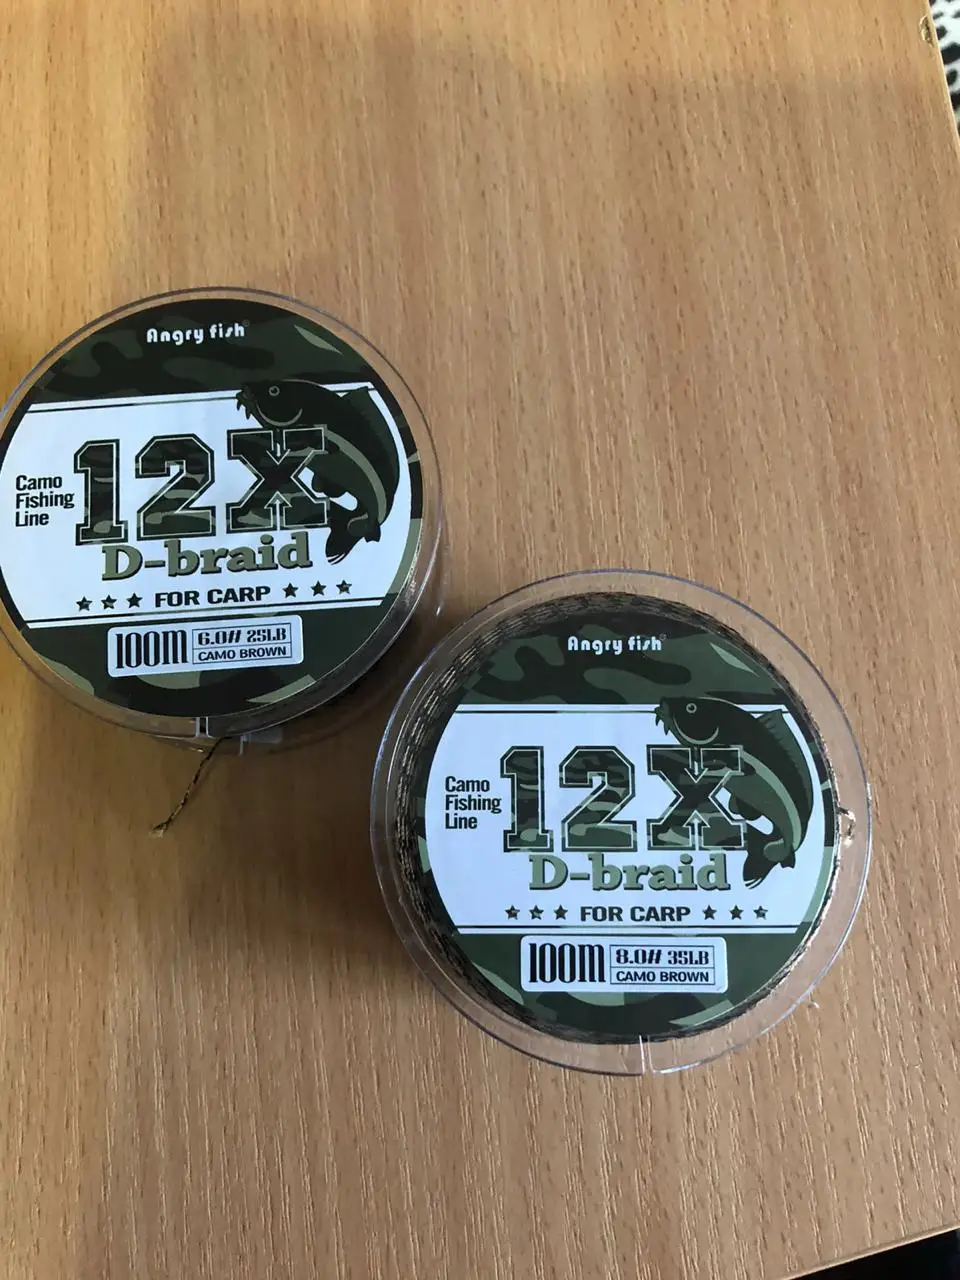 Angry fish
Camo
Fishing
Line
12X
D-braid
FOR CARP
100M
6.0# 25LB
CAMO BROWN
Angry fish
Camo
Fishing
Line
12X
D-braid
FOR CARP
100M
8.0# 35LB
CAMO BROWN